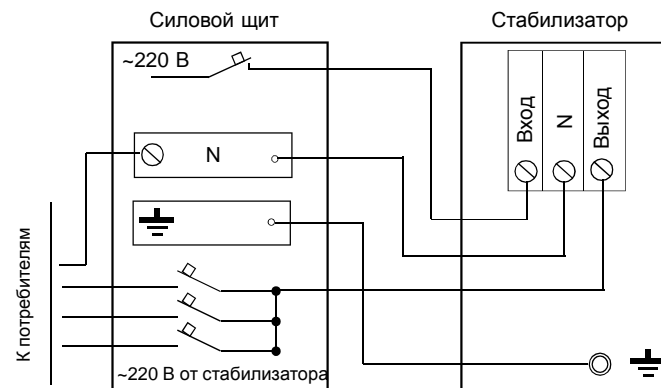 Силовой щит
Стабилизатор
~220 В
Вход
N
Выход
N
К потребителям
~220 В от стабилизатора